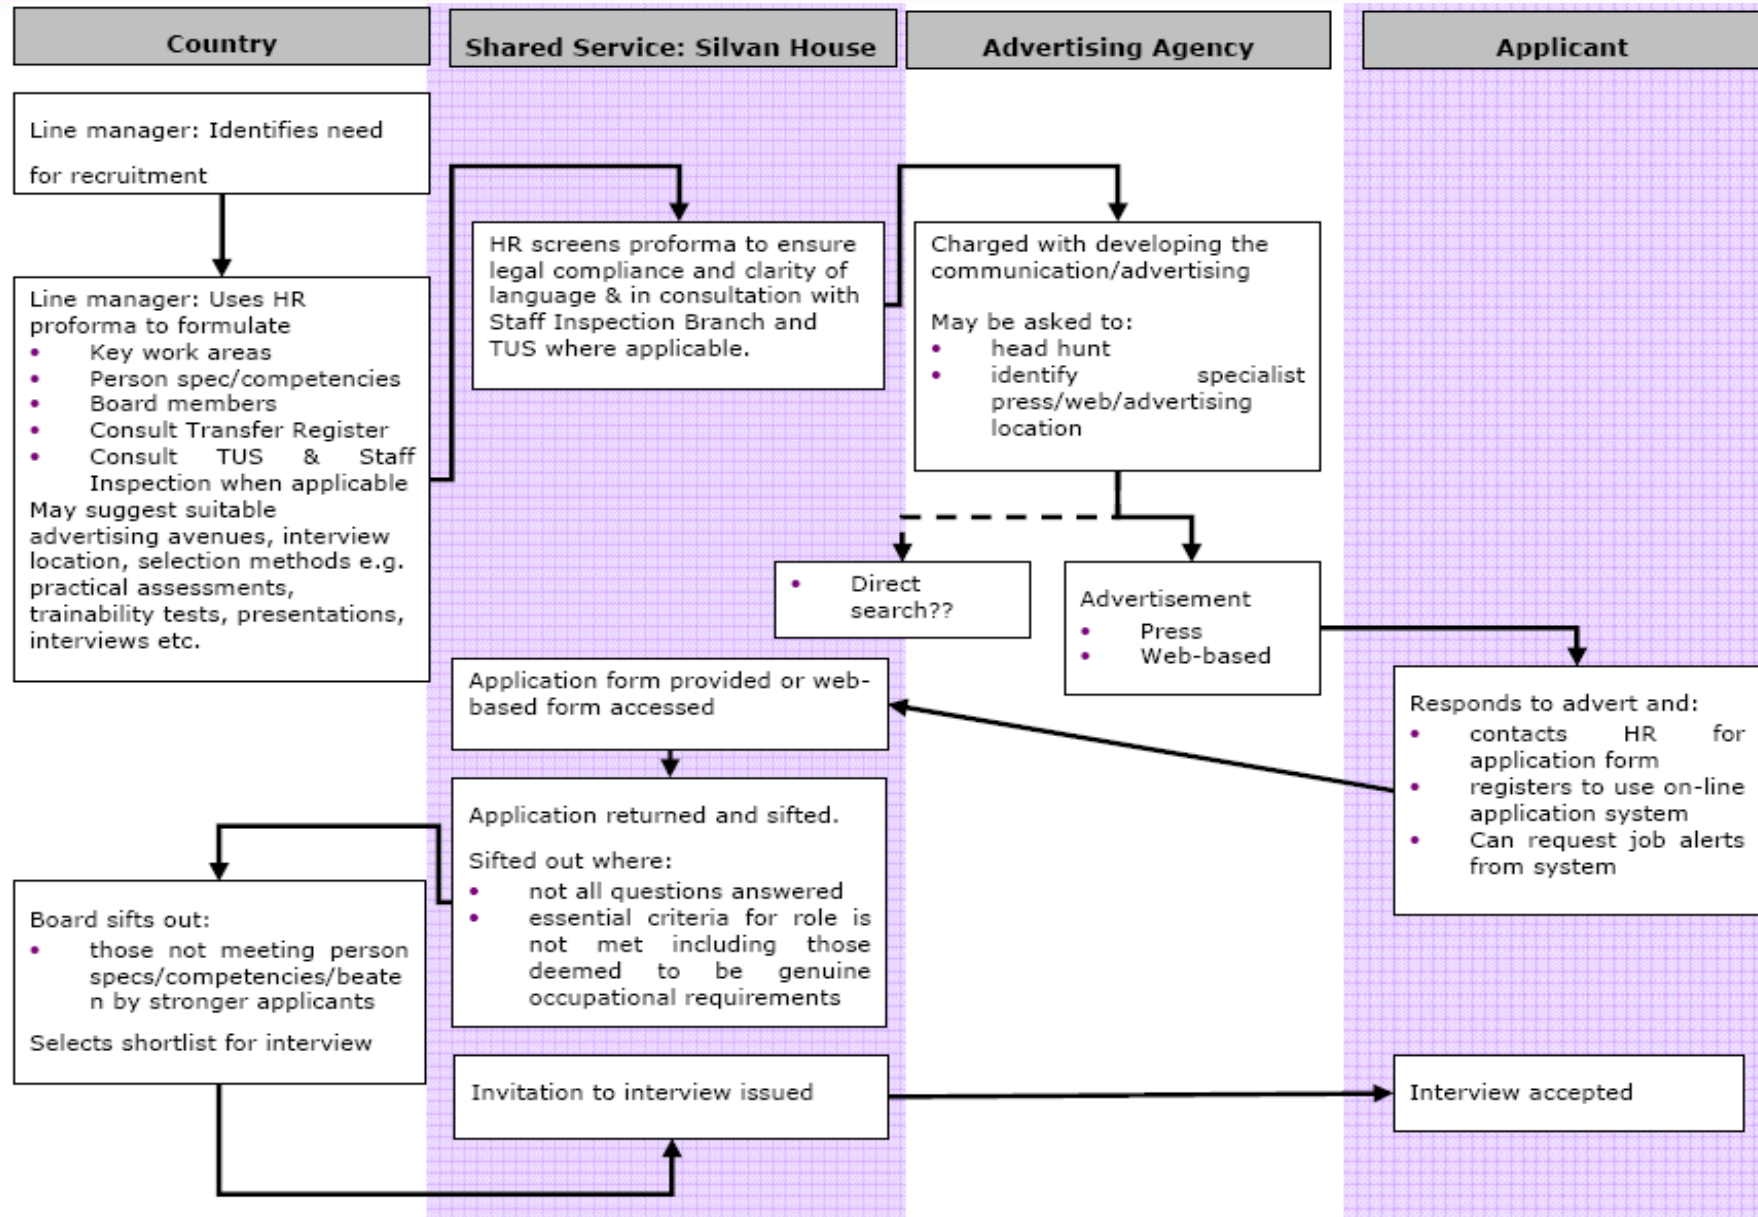 Country
Shared Service: Silvan House
Advertising Agency
Applicant
Line manager: Identifies need
for recruitment
Line manager: Uses HR
proforma to formulate
• Key work areas
• Person spec/competencies
• Board members
• Consult Transfer Register
• Consult TUS & Staff
Inspection when applicable
May suggest suitable
advertising avenues, interview
location, selection methods e.g.
practical assessments,
trainability tests, presentations,
interviews etc.
HR screens proforma to ensure
legal compliance and clarity of
language & in consultation with
Staff Inspection Branch and
TUS where applicable.
Charged with developing the
communication/advertising
May be asked to:
• head hunt
• identify specialist
press/web/advertising
location
• Direct
search??
Advertisement
• Press
• Web-based
Responds to advert and:
• contacts HR for
application form
• registers to use on-line
application system
• Can request job alerts
from system
Application form provided or web-
based form accessed
Application returned and sifted.
Sifted out where:
• not all questions answered
• essential criteria for role is
not met including those
deemed to be genuine
occupational requirements
Board sifts out:
• those not meeting person
specs/competencies/beate
n by stronger applicants
Selects shortlist for interview
Invitation to interview issued
Interview accepted